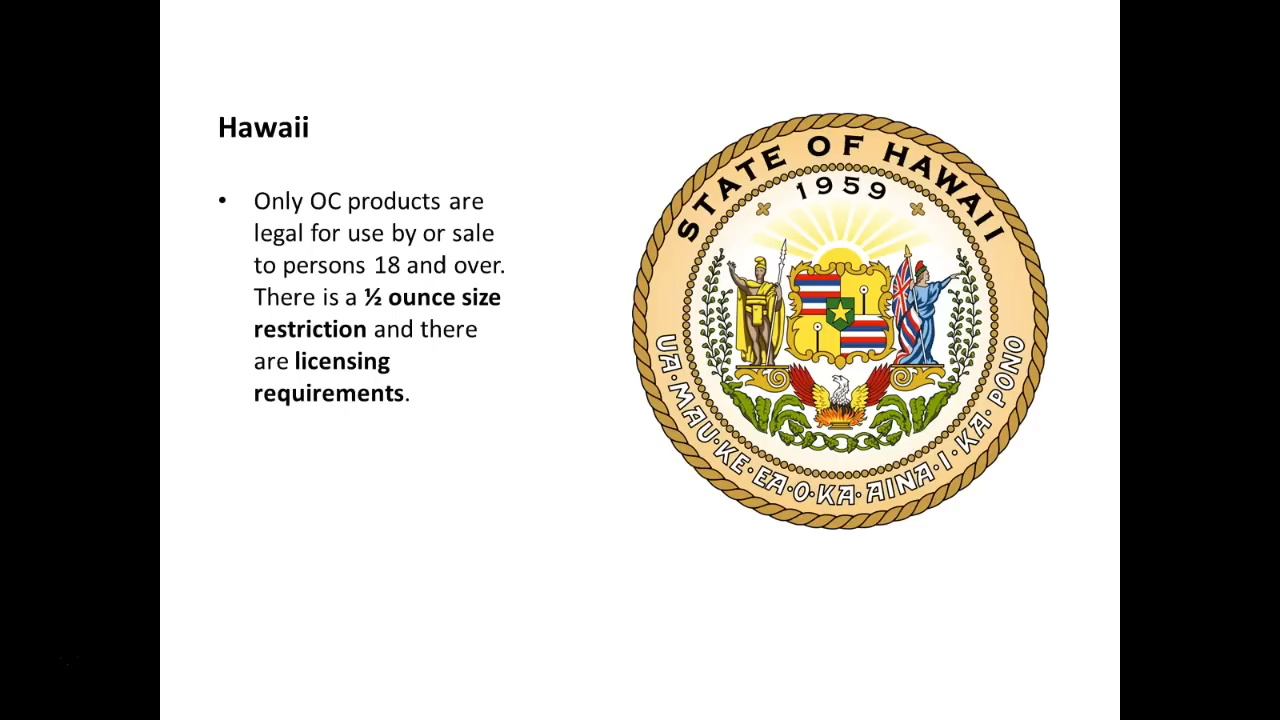 Hawaii
• Only OC products are
legal for use by or sale
to persons 18 and over.
There is a ½ ounce size
restriction and there
are licensing
requirements.
STATE OF HAWAII
1959
UA·MAU·KE·EA·O·KA·AINA·I·KA·PONO